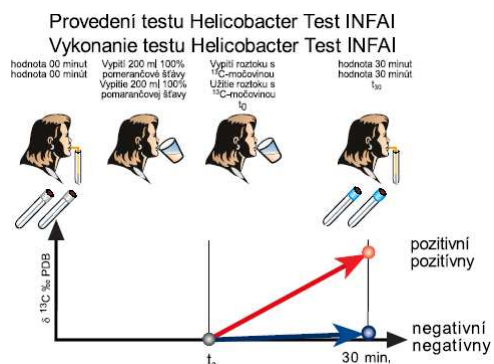 Provedení testu Helicobacter Test INFAI
Vykonanie testu Helicobacter Test INFAI
hodnota 00 minut
hodnota 00 minút
Vypití 200 ml 100%
pomerančové šťávy
Vypitie 200 ml 100%
pomarančovej šťavy
Vypití roztoku s
¹³C-močovinou
Užitie roztoku s
¹³C-močovinou
t₀
hodnota 30 minut
hodnota 30 minút
t₃₀
δ ¹³C ‰ PDB
pozitivní
pozitívny
negativní
negatívny
t₀
30 min.